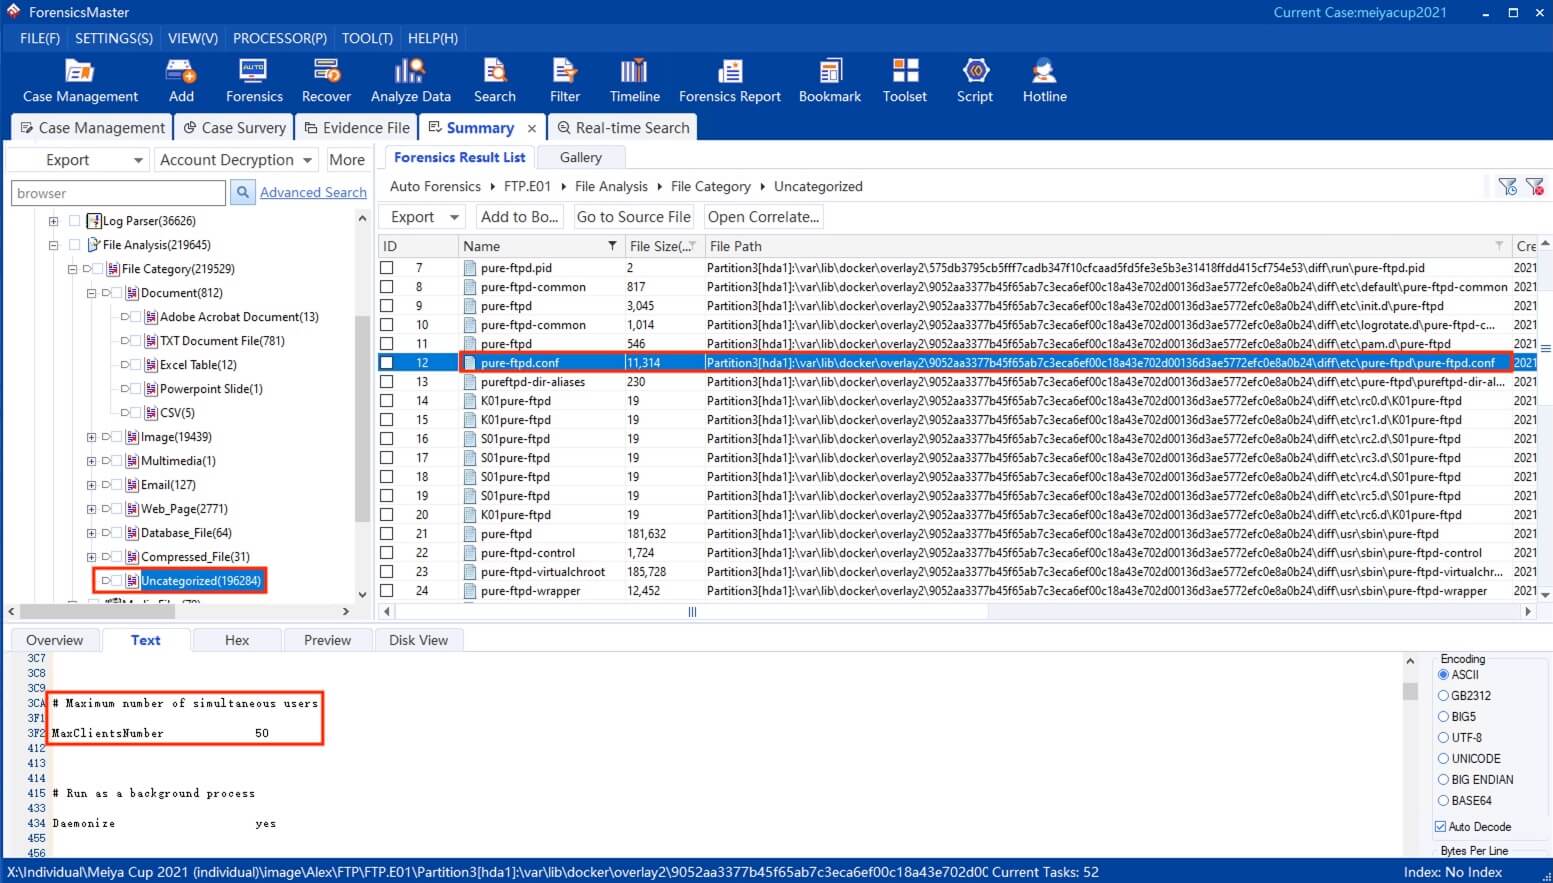 ForensicsMaster
Current Case:meiyacup2021
FILE(F) SETTINGS(S) VIEW(V) PROCESSOR(P) TOOL(T) HELP(H)
AUTO
Case Management Add Forensics Recover Analyze Data Search Filter Timeline Forensics Report Bookmark Toolset Script Hotline
Case Management Case Survery Evidence File Summary × Real-time Search
Export Account Decryption More
browser Advanced Search
Log Parser(36626)
File Analysis(219645)
File Category(219529)
Document(812)
Adobe Acrobat Document(13)
TXT Document File(781)
Excel Table(12)
Powerpoint Slide(1)
CSV(5)
Image(19439)
Multimedia(1)
Email(127)
Web_Page(2771)
Database_File(64)
Compressed_File(31)
Uncategorized(196284)
Forensics Result List Gallery
Auto Forensics FTP.E01 File Analysis File Category Uncategorized
Export Add to Bo... Go to Source File Open Correlate...
ID Name File Size(... File Path Cre
7 pure-ftpd.pid 2 Partition3[hda1]:\var\lib\docker\overlay2\575db3795cb5fff7cadb347f10cfcaad5fd5fe3e5b3e31418ffdd415cf754e53\diff\run\pure-ftpd.pid 2021
8 pure-ftpd-common 817 Partition3[hda1]:\var\lib\docker\overlay2\9052aa3377b45f65ab7c3eca6ef00c18a43e702d00136d3ae5772efc0e8a0b24\diff\etc\default\pure-ftpd-common 2021
9 pure-ftpd 3,045 Partition3[hda1]:\var\lib\docker\overlay2\9052aa3377b45f65ab7c3eca6ef00c18a43e702d00136d3ae5772efc0e8a0b24\diff\etc\init.d\pure-ftpd 2021
10 pure-ftpd-common 1,014 Partition3[hda1]:\var\lib\docker\overlay2\9052aa3377b45f65ab7c3eca6ef00c18a43e702d00136d3ae5772efc0e8a0b24\diff\etc\logrotate.d\pure-ftpd-c... 2021
11 pure-ftpd 546 Partition3[hda1]:\var\lib\docker\overlay2\9052aa3377b45f65ab7c3eca6ef00c18a43e702d00136d3ae5772efc0e8a0b24\diff\etc\pam.d\pure-ftpd 2021
12 pure-ftpd.conf 11,314 Partition3[hda1]:\var\lib\docker\overlay2\9052aa3377b45f65ab7c3eca6ef00c18a43e702d00136d3ae5772efc0e8a0b24\diff\etc\pure-ftpd\pure-ftpd.conf 2021
13 pureftpd-dir-aliases 230 Partition3[hda1]:\var\lib\docker\overlay2\9052aa3377b45f65ab7c3eca6ef00c18a43e702d00136d3ae5772efc0e8a0b24\diff\etc\pure-ftpd\pureftpd-dir-al... 2021
14 K01pure-ftpd 19 Partition3[hda1]:\var\lib\docker\overlay2\9052aa3377b45f65ab7c3eca6ef00c18a43e702d00136d3ae5772efc0e8a0b24\diff\etc\rc0.d\K01pure-ftpd 2021
15 K01pure-ftpd 19 Partition3[hda1]:\var\lib\docker\overlay2\9052aa3377b45f65ab7c3eca6ef00c18a43e702d00136d3ae5772efc0e8a0b24\diff\etc\rc1.d\K01pure-ftpd 2021
16 S01pure-ftpd 19 Partition3[hda1]:\var\lib\docker\overlay2\9052aa3377b45f65ab7c3eca6ef00c18a43e702d00136d3ae5772efc0e8a0b24\diff\etc\rc2.d\S01pure-ftpd 2021
17 S01pure-ftpd 19 Partition3[hda1]:\var\lib\docker\overlay2\9052aa3377b45f65ab7c3eca6ef00c18a43e702d00136d3ae5772efc0e8a0b24\diff\etc\rc3.d\S01pure-ftpd 2021
18 S01pure-ftpd 19 Partition3[hda1]:\var\lib\docker\overlay2\9052aa3377b45f65ab7c3eca6ef00c18a43e702d00136d3ae5772efc0e8a0b24\diff\etc\rc4.d\S01pure-ftpd 2021
19 S01pure-ftpd 19 Partition3[hda1]:\var\lib\docker\overlay2\9052aa3377b45f65ab7c3eca6ef00c18a43e702d00136d3ae5772efc0e8a0b24\diff\etc\rc5.d\S01pure-ftpd 2021
20 K01pure-ftpd 19 Partition3[hda1]:\var\lib\docker\overlay2\9052aa3377b45f65ab7c3eca6ef00c18a43e702d00136d3ae5772efc0e8a0b24\diff\etc\rc6.d\K01pure-ftpd 2021
21 pure-ftpd 181,632 Partition3[hda1]:\var\lib\docker\overlay2\9052aa3377b45f65ab7c3eca6ef00c18a43e702d00136d3ae5772efc0e8a0b24\diff\usr\sbin\pure-ftpd 2021
22 pure-ftpd-control 1,724 Partition3[hda1]:\var\lib\docker\overlay2\9052aa3377b45f65ab7c3eca6ef00c18a43e702d00136d3ae5772efc0e8a0b24\diff\usr\sbin\pure-ftpd-control 2021
23 pure-ftpd-virtualchroot 185,728 Partition3[hda1]:\var\lib\docker\overlay2\9052aa3377b45f65ab7c3eca6ef00c18a43e702d00136d3ae5772efc0e8a0b24\diff\usr\sbin\pure-ftpd-virtualchr... 2021
24 pure-ftpd-wrapper 12,452 Partition3[hda1]:\var\lib\docker\overlay2\9052aa3377b45f65ab7c3eca6ef00c18a43e702d00136d3ae5772efc0e8a0b24\diff\usr\sbin\pure-ftpd-wrapper 2021
Overview Text Hex Preview Disk View
3C7
3C8
3C9
3CA # Maximum number of simultaneous users
3F1
3F2 MaxClientsNumber 50
412
413
414
415 # Run as a background process
433
434 Daemonize yes
455
456
Encoding
ASCII
GB2312
BIG5
UTF-8
UNICODE
BIG ENDIAN
BASE64
Auto Decode
Bytes Per Line
X:\Individual\Meiya Cup 2021 (individual)\image\Alex\FTP\FTP.E01\Partition3[hda1]:\var\lib\docker\overlay2\9052aa3377b45f65ab7c3eca6ef00c18a43e702d00 Current Tasks: 52 Index: No Index